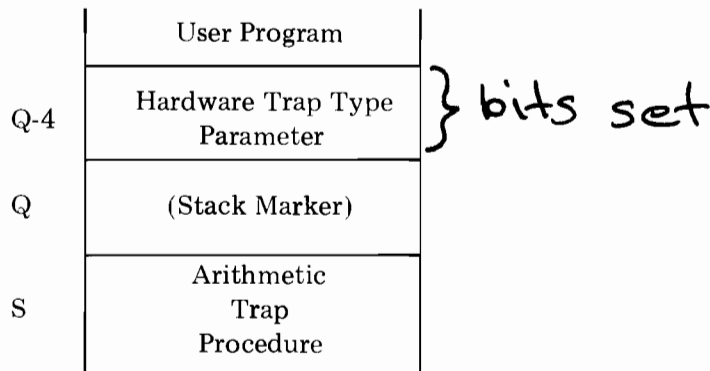 User Program
Q-4
Hardware Trap Type
Parameter
} bits set
Q
(Stack Marker)
S
Arithmetic
Trap
Procedure